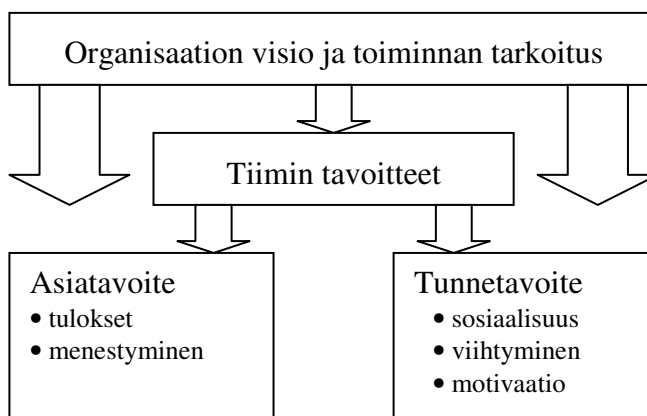 Organisaation visio ja toiminnan tarkoitus
Tiimin tavoitteet
Asiatavoite
• tulokset
• menestyminen
Tunnetavoite
• sosiaalisuus
• viihtyminen
• motivaatio